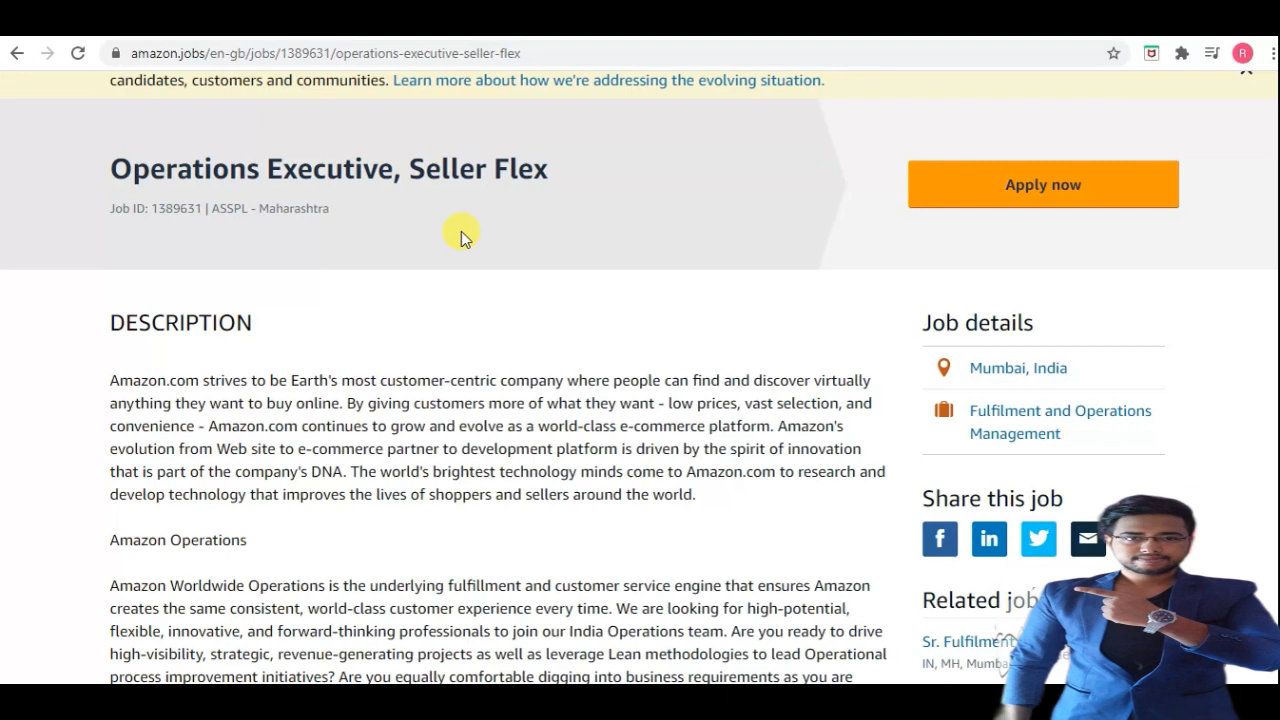 amazon.jobs/en-gb/jobs/1389631/operations-executive-seller-flex
R
candidates, customers and communities. Learn more about how we're addressing the evolving situation.
Operations Executive, Seller Flex
Apply now
Job ID: 1389631 | ASSPL - Maharashtra
DESCRIPTION
Amazon.com strives to be Earth's most customer-centric company where people can find and discover virtually
anything they want to buy online. By giving customers more of what they want - low prices, vast selection, and
convenience - Amazon.com continues to grow and evolve as a world-class e-commerce platform. Amazon's
evolution from Web site to e-commerce partner to development platform is driven by the spirit of innovation
that is part of the company's DNA. The world's brightest technology minds come to Amazon.com to research and
develop technology that improves the lives of shoppers and sellers around the world.
Amazon Operations
Amazon Worldwide Operations is the underlying fulfillment and customer service engine that ensures Amazon
creates the same consistent, world-class customer experience every time. We are looking for high-potential,
flexible, innovative, and forward-thinking professionals to join our India Operations team. Are you ready to drive
high-visibility, strategic, revenue-generating projects as well as leverage Lean methodologies to lead Operational
process improvement initiatives? Are you equally comfortable digging into business requirements as you are
Job details
Mumbai, India
Fulfilment and Operations
Management
Share this job
Related job
Sr. Fulfilment
IN, MH, Mumba